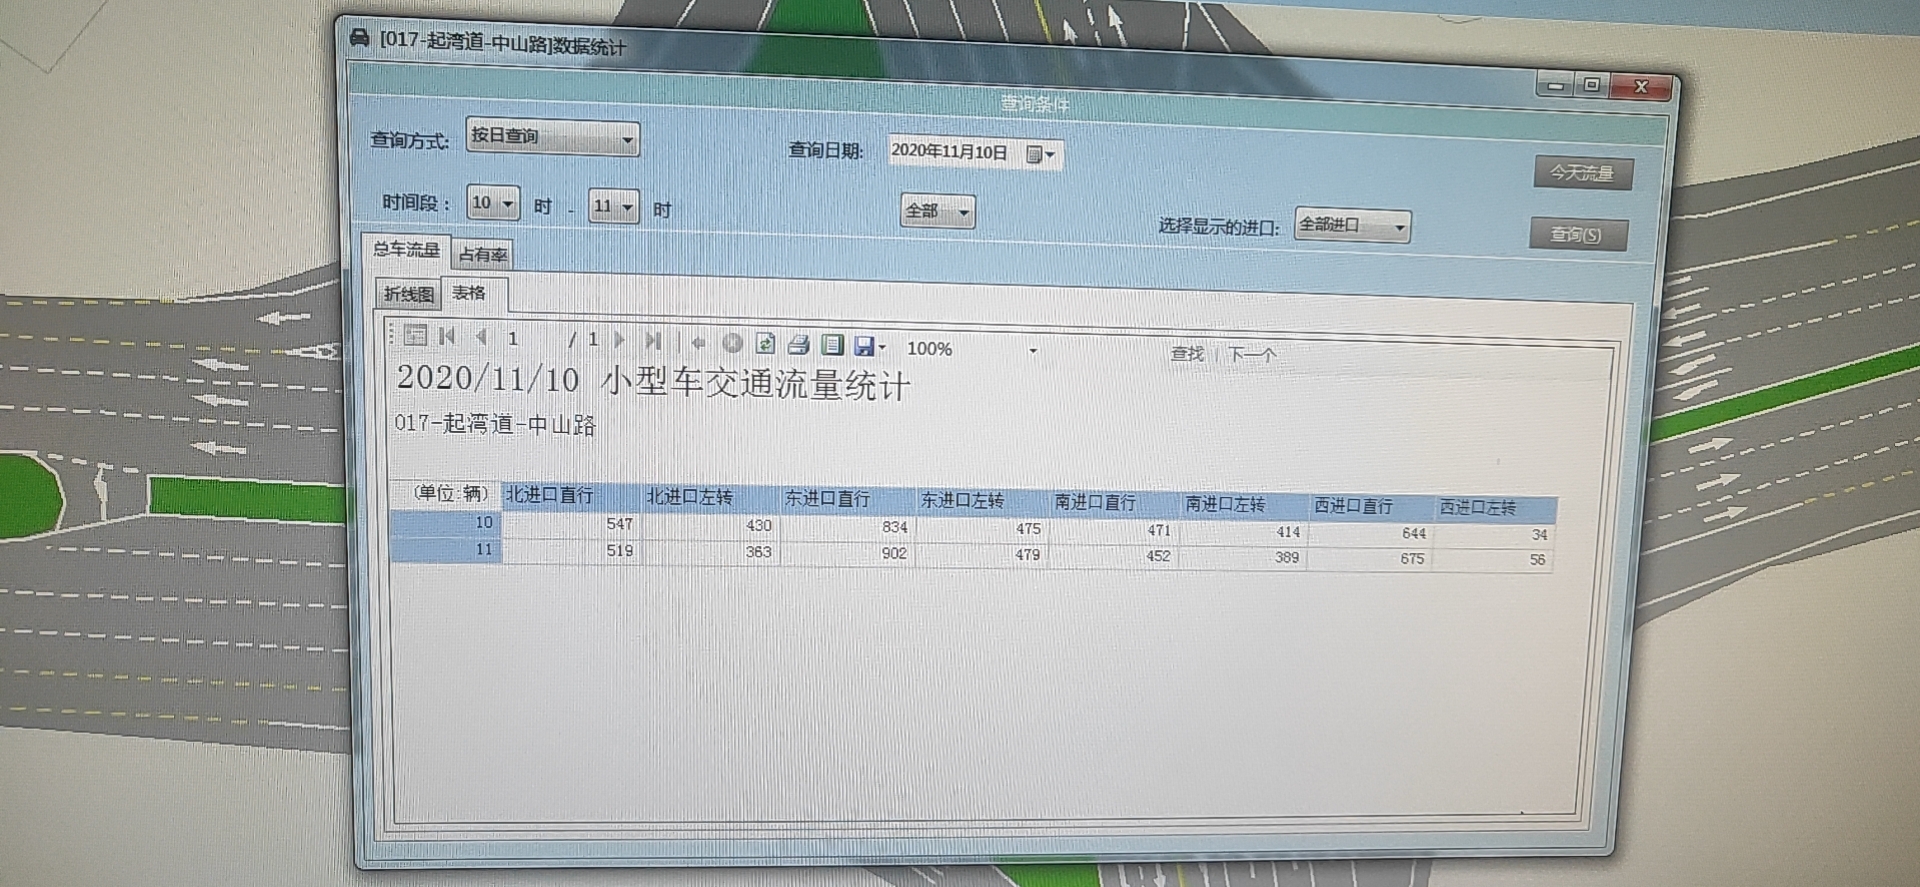 [017-起湾道-中山路]数据统计
查询条件
查询方式: 按日查询 查询日期: 2020年11月10日 今天流量
时间段: 10 时 - 11 时 全部 选择显示的进口: 全部进口 查询(S)
总车流量 占有率
折线图 表格
1 / 1 100% 查找 | 下一个
2020/11/10 小型车交通流量统计
017-起湾道-中山路
(单位:辆) 北进口直行 北进口左转 东进口直行 东进口左转 南进口直行 南进口左转 西进口直行 西进口左转
10 547 430 834 475 471 414 644 34
11 519 363 902 479 452 389 675 56